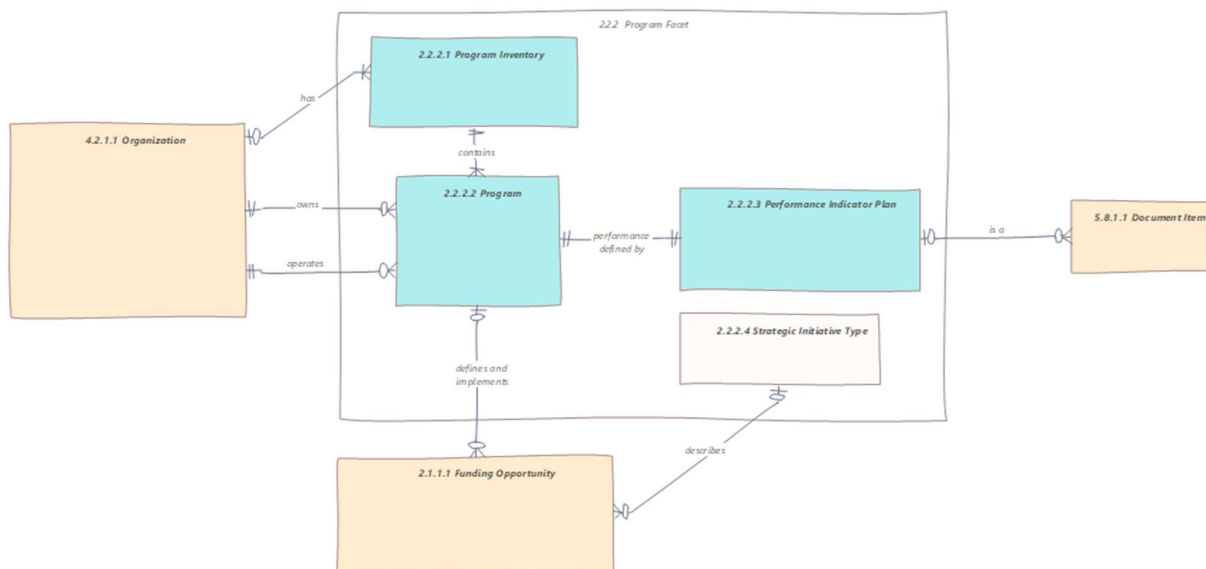 2.2.2 Program Facet
2.2.2.1 Program Inventory
has
4.2.1.1 Organization
contains
2.2.2.2 Program
owns
2.2.2.3 Performance Indicator Plan
5.8.1.1 Document Item
performance
defined by
is a
operates
2.2.2.4 Strategic Initiative Type
defines and
implements
describes
2.1.1.1 Funding Opportunity